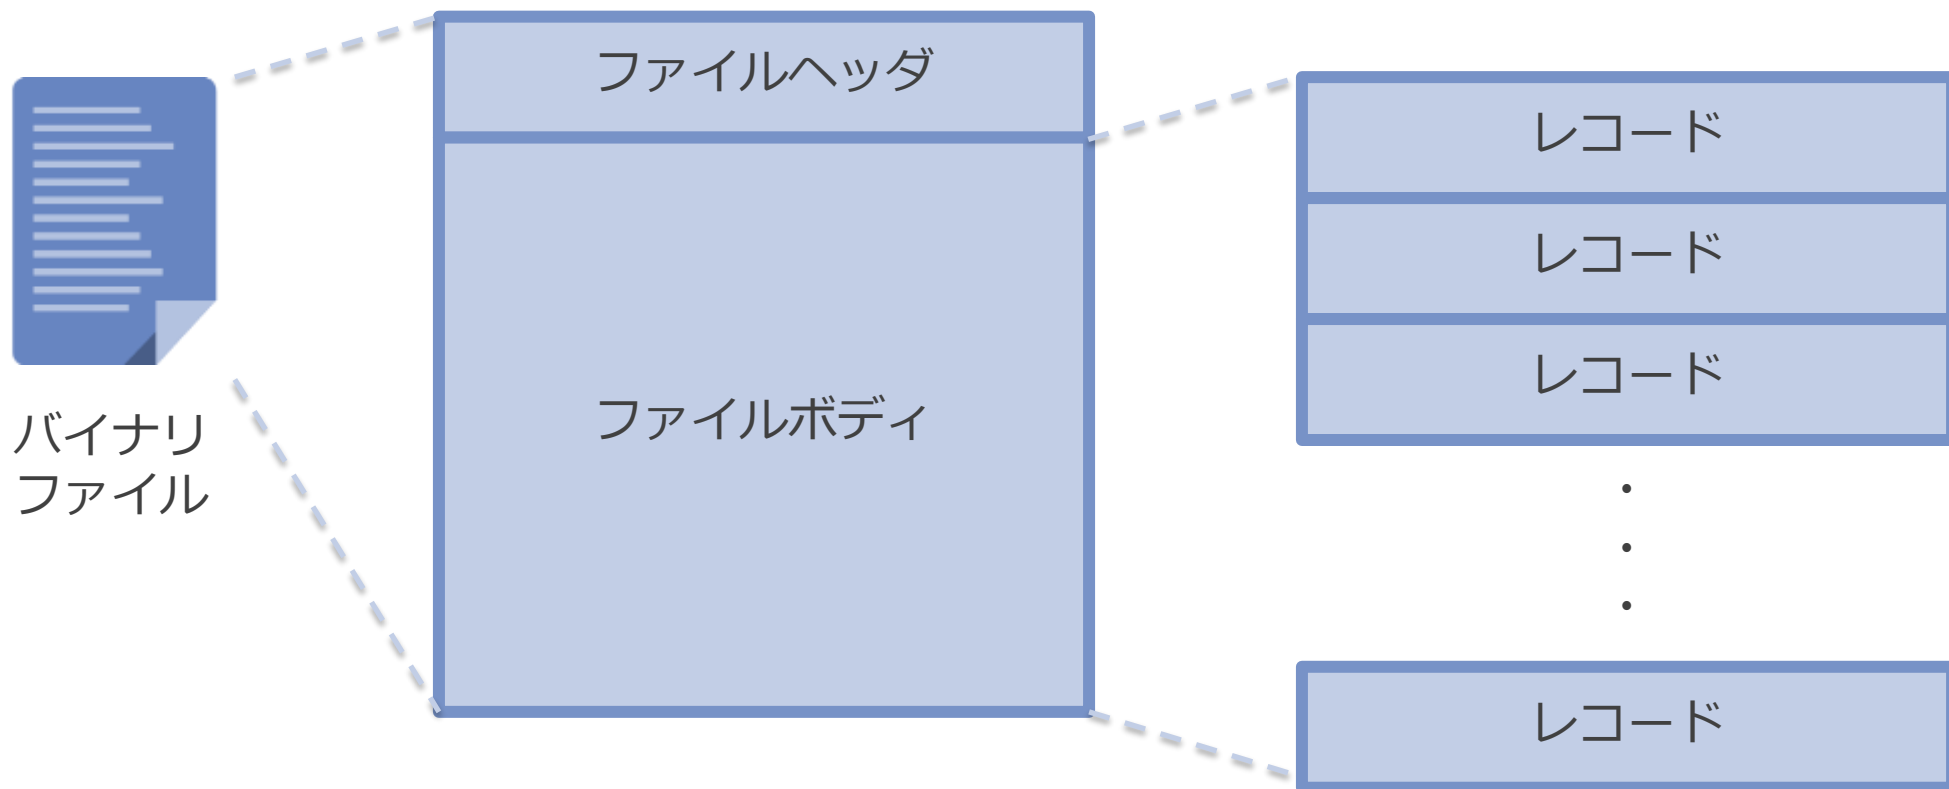 バイナリ
ファイル
ファイルヘッダ
ファイルボディ
レコード
レコード
レコード
・
・
・
レコード